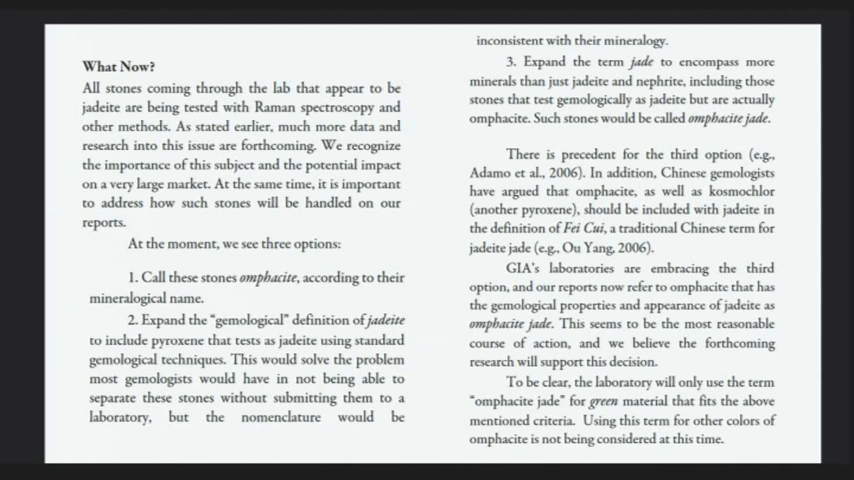 What Now?
All stones coming through the lab that appear to be
jadeite are being tested with Raman spectroscopy and
other methods. As stated earlier, much more data and
research into this issue are forthcoming. We recognize
the importance of this subject and the potential impact
on a very large market. At the same time, it is important
to address how such stones will be handled on our
reports.
At the moment, we see three options:
1. Call these stones omphacite, according to their
mineralogical name.
2. Expand the “gemological” definition of jadeite
to include pyroxene that tests as jadeite using standard
gemological techniques. This would solve the problem
most gemologists would have in not being able to
separate these stones without submitting them to a
laboratory, but the nomenclature would be
inconsistent with their mineralogy.
3. Expand the term jade to encompass more
minerals than just jadeite and nephrite, including those
stones that test gemologically as jadeite but are actually
omphacite. Such stones would be called omphacite jade.
There is precedent for the third option (e.g.,
Adamo et al., 2006). In addition, Chinese gemologists
have argued that omphacite, as well as kosmochlor
(another pyroxene), should be included with jadeite in
the definition of Fei Cui, a traditional Chinese term for
jadeite jade (e.g., Ou Yang, 2006).
GIA’s laboratories are embracing the third
option, and our reports now refer to omphacite that has
the gemological properties and appearance of jadeite as
omphacite jade. This seems to be the most reasonable
course of action, and we believe the forthcoming
research will support this decision.
To be clear, the laboratory will only use the term
“omphacite jade” for green material that fits the above
mentioned criteria. Using this term for other colors of
omphacite is not being considered at this time.